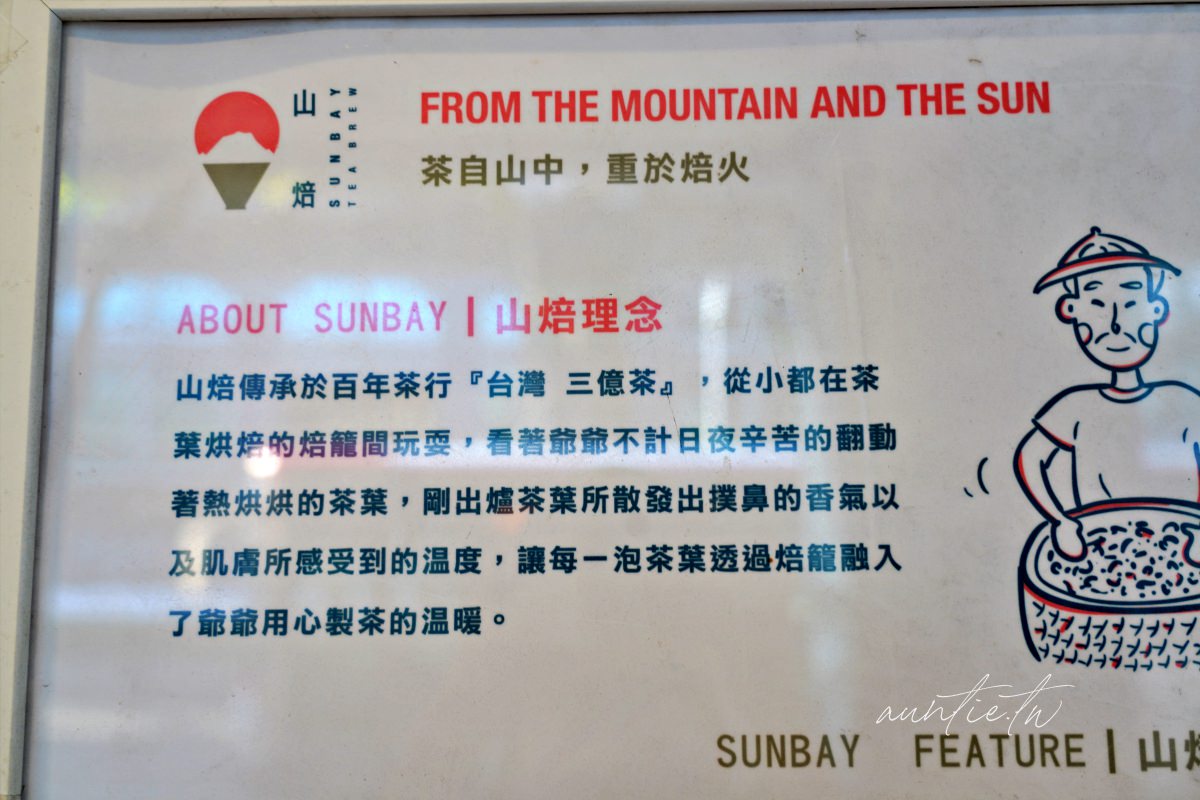 山焙
SUNBAY
TEA BREW
FROM THE MOUNTAIN AND THE SUN
茶自山中，重於焙火
ABOUT SUNBAY | 山焙理念
山焙傳承於百年茶行『台灣 三億茶』，從小都在茶
葉烘焙的焙籠間玩耍，看著爺爺不計日夜辛苦的翻動
著熱烘烘的茶葉，剛出爐茶葉所散發出撲鼻的香氣以
及肌膚所感受到的溫度，讓每一泡茶葉透過焙籠融入
了爺爺用心製茶的溫暖。
auntie.tw
SUNBAY FEATURE | 山